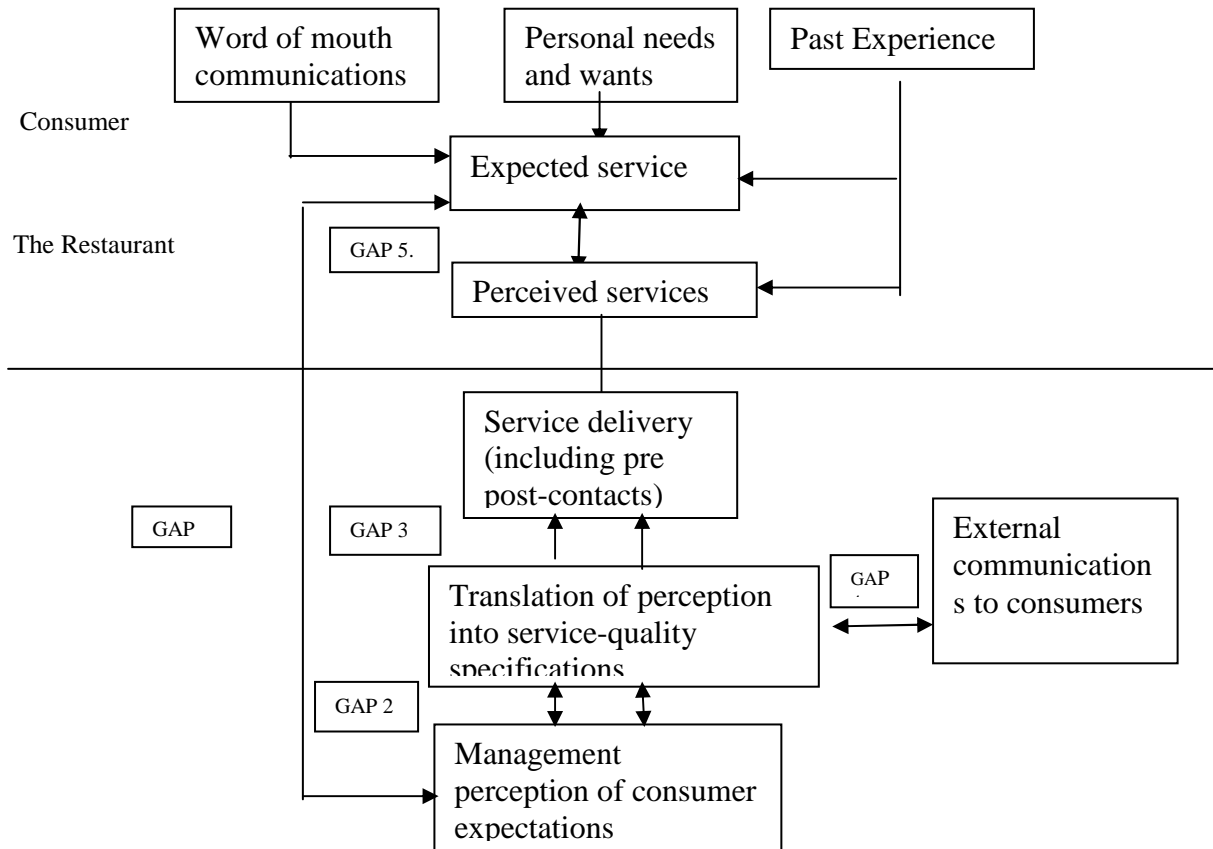 Word of mouth
communications
Personal needs
and wants
Past Experience
Consumer
Expected service
The Restaurant
GAP 5.
Perceived services
Service delivery
(including pre
post-contacts)
GAP
GAP 3
External
communication
s to consumers
GAP
Translation of perception
into service-quality
specifications
GAP 2
Management
perception of consumer
expectations